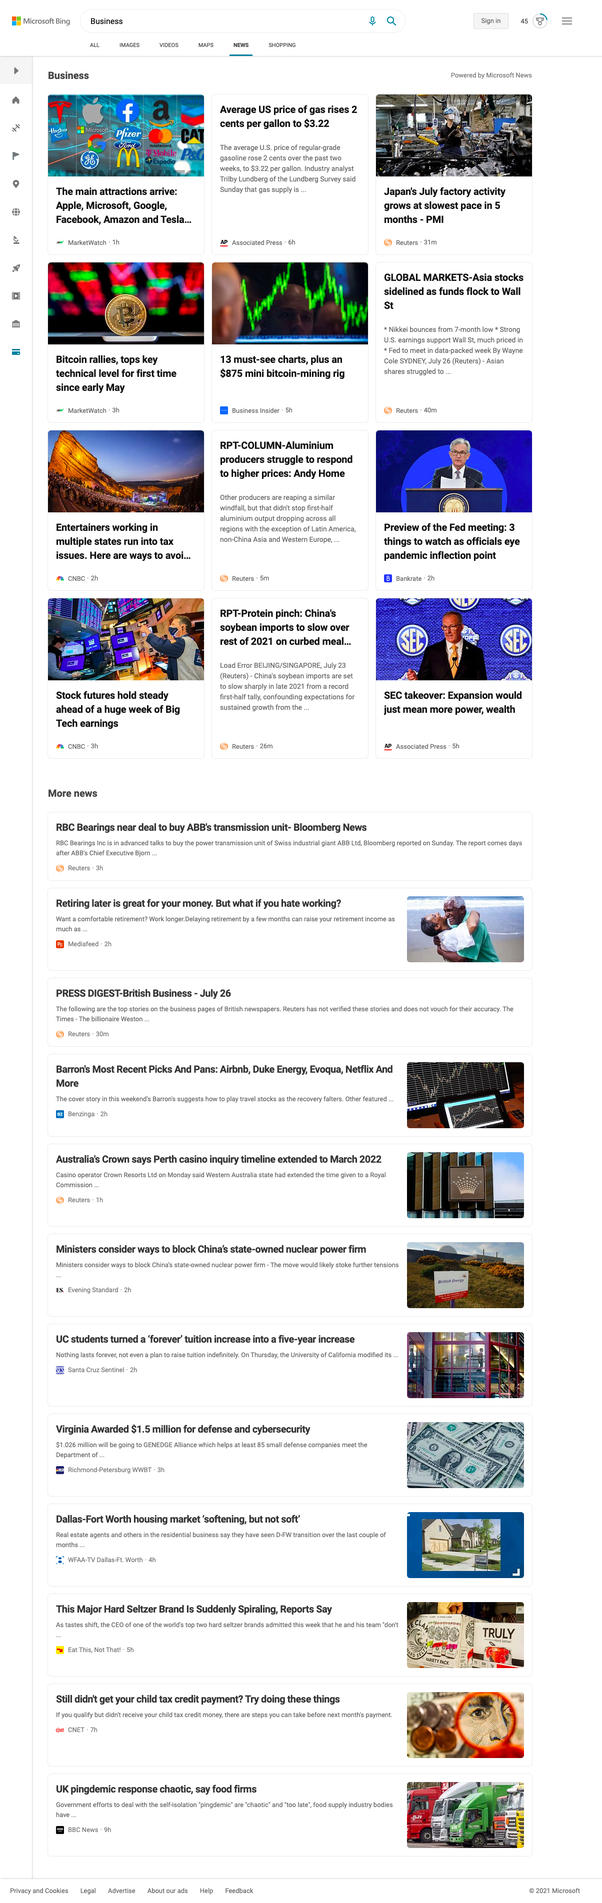 Microsoft Bing
Business
Sign in
45
ALL IMAGES VIDEOS MAPS NEWS SHOPPING
Business
Powered by Microsoft News
The main attractions arrive:
Apple, Microsoft, Google,
Facebook, Amazon and Tesla...
MarketWatch · 1h
Average US price of gas rises 2
cents per gallon to $3.22
The average U.S. price of regular-grade
gasoline rose 2 cents over the past two
weeks, to $3.22 per gallon. Industry analyst
Trilby Lundberg of the Lundberg Survey said
Sunday that gas supply is ...
AP Associated Press · 6h
Japan's July factory activity
grows at slowest pace in 5
months - PMI
Reuters · 31m
Bitcoin rallies, tops key
technical level for first time
since early May
MarketWatch · 3h
13 must-see charts, plus an
$875 mini bitcoin-mining rig
Business Insider · 5h
GLOBAL MARKETS-Asia stocks
sidelined as funds flock to Wall
St
* Nikkei bounces from 7-month low * Strong
U.S. earnings support Wall St, much priced in
* Fed to meet in data-packed week By Wayne
Cole SYDNEY, July 26 (Reuters) - Asian
shares struggled to ...
Reuters · 40m
Entertainers working in
multiple states run into tax
issues. Here are ways to avoi...
CNBC · 2h
RPT-COLUMN-Aluminium
producers struggle to respond
to higher prices: Andy Home
Other producers are reaping a similar
windfall, but that didn't stop first-half
aluminium output dropping across all
regions with the exception of Latin America,
non-China Asia and Western Europe, ...
Reuters · 5m
Preview of the Fed meeting: 3
things to watch as officials eye
pandemic inflection point
B Bankrate · 2h
Stock futures hold steady
ahead of a huge week of Big
Tech earnings
CNBC · 3h
RPT-Protein pinch: China's
soybean imports to slow over
rest of 2021 on curbed meal...
Load Error BEIJING/SINGAPORE, July 23
(Reuters) - China's soybean imports are set
to slow sharply in late 2021 from a record
first-half tally, confounding expectations for
sustained growth from the ...
Reuters · 26m
SEC
SEC
SEC takeover: Expansion would
just mean more power, wealth
AP Associated Press · 5h
More news
RBC Bearings near deal to buy ABB's transmission unit- Bloomberg News
RBC Bearings Inc is in advanced talks to buy the power transmission unit of Swiss industrial giant ABB Ltd, Bloomberg reported on Sunday. The report comes days
after ABB's Chief Executive Bjorn ...
Reuters · 3h
Retiring later is great for your money. But what if you hate working?
Want a comfortable retirement? Work longer.Delaying retirement by a few months can raise your retirement income as
much as ...
Mediafeed · 2h
PRESS DIGEST-British Business - July 26
The following are the top stories on the business pages of British newspapers. Reuters has not verified these stories and does not vouch for their accuracy. The
Times - The billionaire Weston ...
Reuters · 30m
Barron's Most Recent Picks And Pans: Airbnb, Duke Energy, Evoqua, Netflix And
More
The cover story in this weekend's Barron's suggests how to play travel stocks as the recovery falters. Other featured ...
Benzinga · 2h
Australia's Crown says Perth casino inquiry timeline extended to March 2022
Casino operator Crown Resorts Ltd on Monday said Western Australia state had extended the time given to a Royal
Commission ...
Reuters · 1h
Ministers consider ways to block China's state-owned nuclear power firm
Ministers consider ways to block China's state-owned nuclear power firm - The move would likely stoke further tensions
...
ES. Evening Standard · 2h
British Energy
UC students turned a 'forever' tuition increase into a five-year increase
Nothing lasts forever, not even a plan to raise tuition indefinitely. On Thursday, the University of California modified its ...
Santa Cruz Sentinel · 2h
Virginia Awarded $1.5 million for defense and cybersecurity
$1.026 million will be going to GENEDGE Alliance which helps at least 85 small defense companies meet the
Department of ...
Richmond-Petersburg WWBT · 3h
Dallas-Fort Worth housing market 'softening, but not soft'
Real estate agents and others in the residential business say they have seen D-FW transition over the last couple of
months ...
WFAA-TV Dallas-Ft. Worth · 4h
This Major Hard Seltzer Brand Is Suddenly Spiraling, Reports Say
As tastes shift, the CEO of one of the world's top two hard seltzer brands admitted this week that he and his team "don't
...
Eat This, Not That! · 5h
TRULY
Still didn't get your child tax credit payment? Try doing these things
If you qualify but didn't receive your child tax credit money, there are steps you can take before next month's payment.
CNET · 7h
UK pingdemic response chaotic, say food firms
Government efforts to deal with the self-isolation "pingdemic" are "chaotic" and "too late", food supply industry bodies
have ...
BBC News · 9h
Privacy and Cookies Legal Advertise About our ads Help Feedback
© 2021 Microsoft